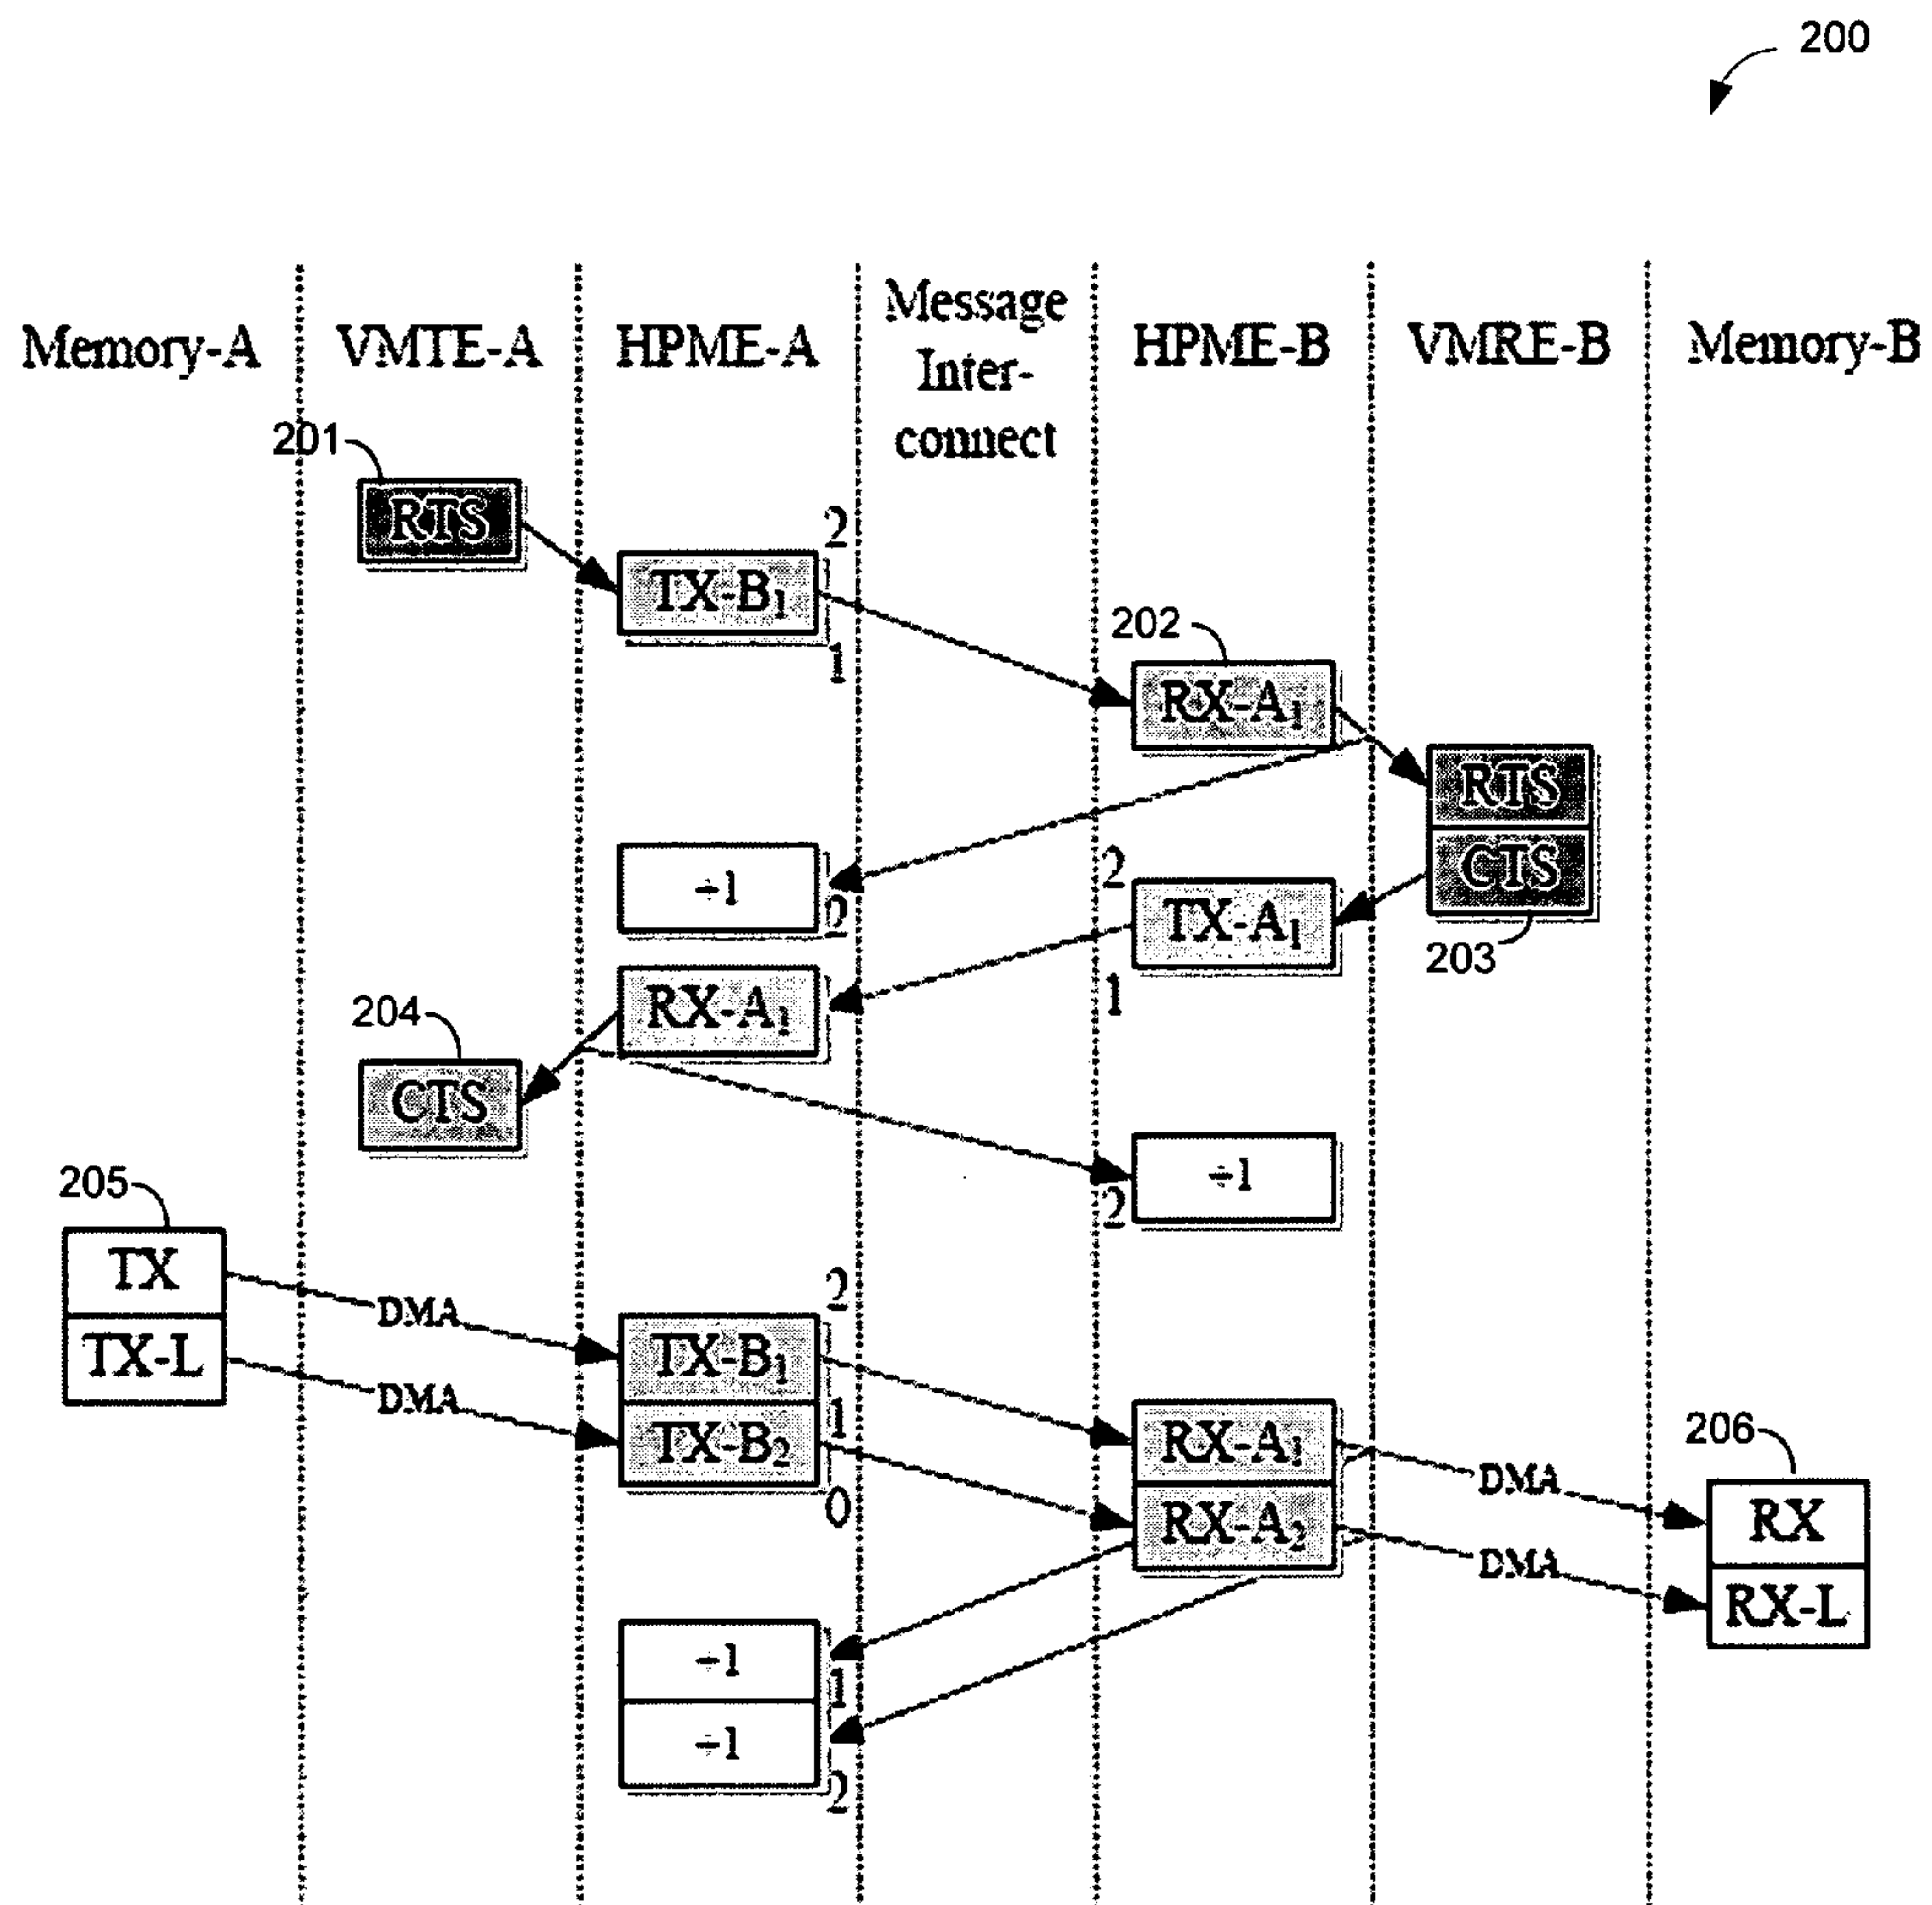 200
Memory-A VMTE-A HPME-A Message Inter-connect HPME-B VMRE-B Memory-B
201
RTS
2
TX-B1
1
202
RX-A1
RTS
+1
2
2
CTS
TX-A1
203
1
RX-A1
204
CTS
+1
2
205
TX
DMA
2
TX-L
DMA
TX-B1
1
TX-B2
0
RX-A1
DMA
206
RX-A2
DMA
RX
RX-L
+1
1
+1
2